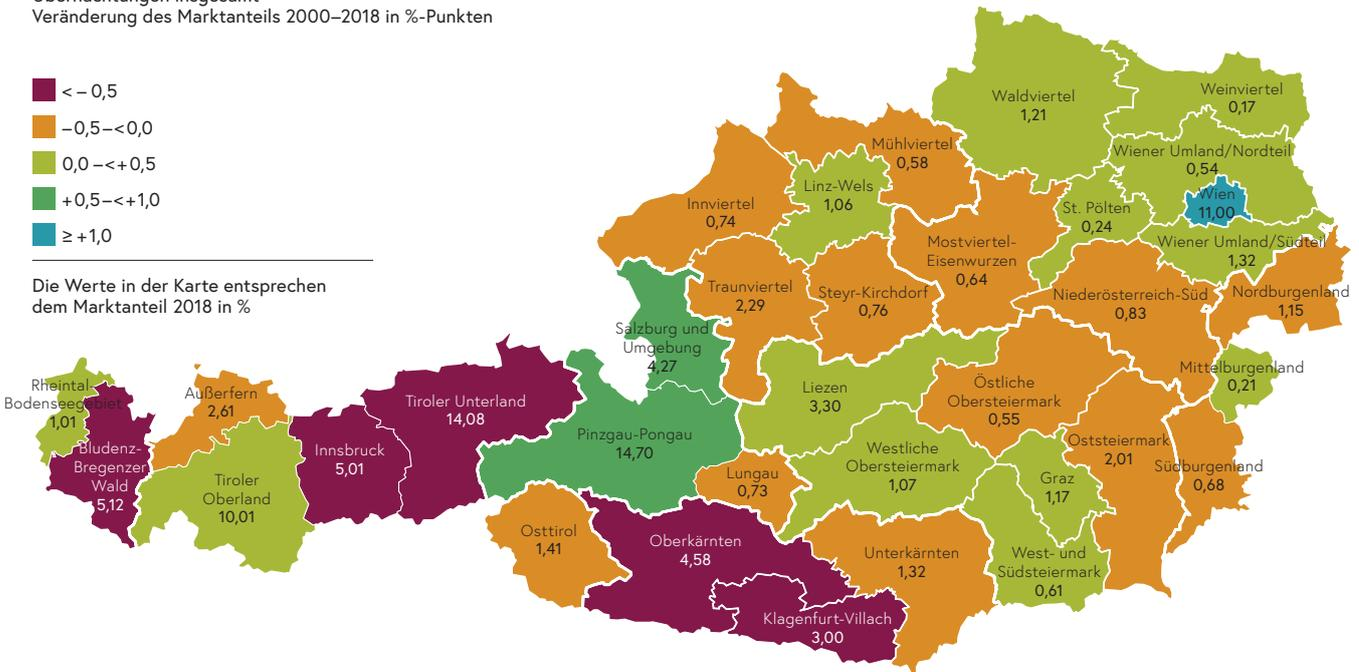 Veränderung des Marktanteils 2000–2018 in %-Punkten
< – 0,5
–0,5–<0,0
0,0 –<+0,5
+0,5–<+1,0
≥ +1,0
Die Werte in der Karte entsprechen
dem Marktanteil 2018 in %
Waldviertel
1,21
Weinviertel
0,17
Mühlviertel
0,58
Wiener Umland/Nordteil
0,54
Linz-Wels
1,06
Wien
11,00
Innviertel
0,74
St. Pölten
0,24
Mostviertel-
Eisenwurzen
0,64
Wiener Umland/Südteil
1,32
Traunviertel
2,29
Steyr-Kirchdorf
0,76
Niederösterreich-Süd
0,83
Nordburgenland
1,15
Salzburg und
Umgebung
4,27
Mittelburgenland
0,21
Rheintal-
Bodenseegebiet
1,01
Außerfern
2,61
Tiroler Unterland
14,08
Liezen
3,30
Östliche
Obersteiermark
0,55
Bludenz-
Bregenzer
Wald
5,12
Innsbruck
5,01
Pinzgau-Pongau
14,70
Westliche
Obersteiermark
1,07
Oststeiermark
2,01
Südburgenland
0,68
Tiroler
Oberland
10,01
Lungau
0,73
Graz
1,17
Osttirol
1,41
Oberkärnten
4,58
Unterkärnten
1,32
West- und
Südsteiermark
0,61
Klagenfurt-Villach
3,00